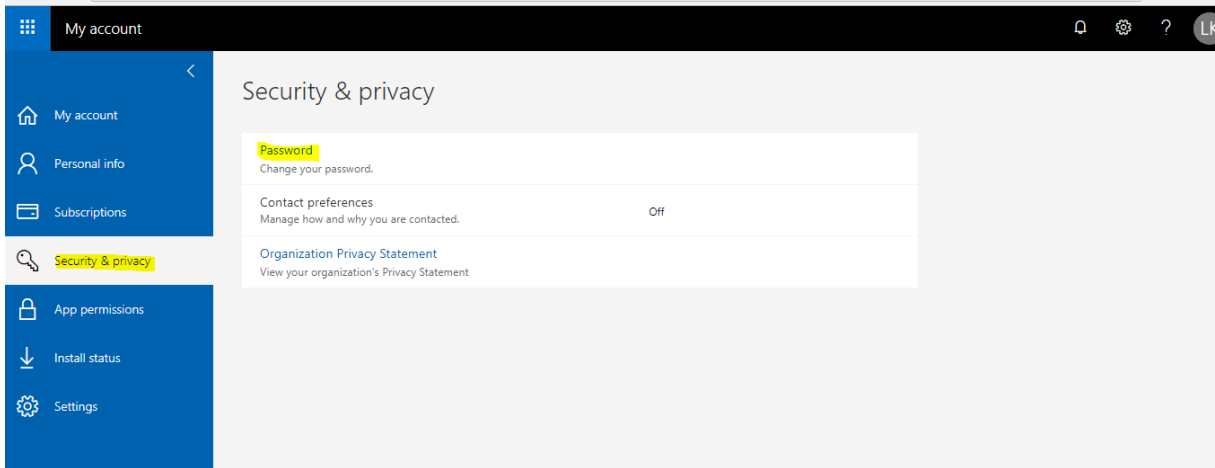 My account
?
LK
My account
Personal info
Subscriptions
Security & privacy
App permissions
Install status
Settings
Security & privacy
Password
Change your password.
Contact preferences
Manage how and why you are contacted.
Off
Organization Privacy Statement
View your organization's Privacy Statement